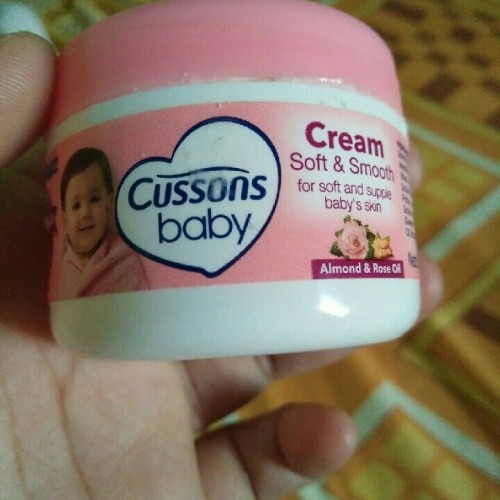 Cussons
baby
Cream
Soft & Smooth
for soft and supple
baby's skin
Almond & Rose Oil